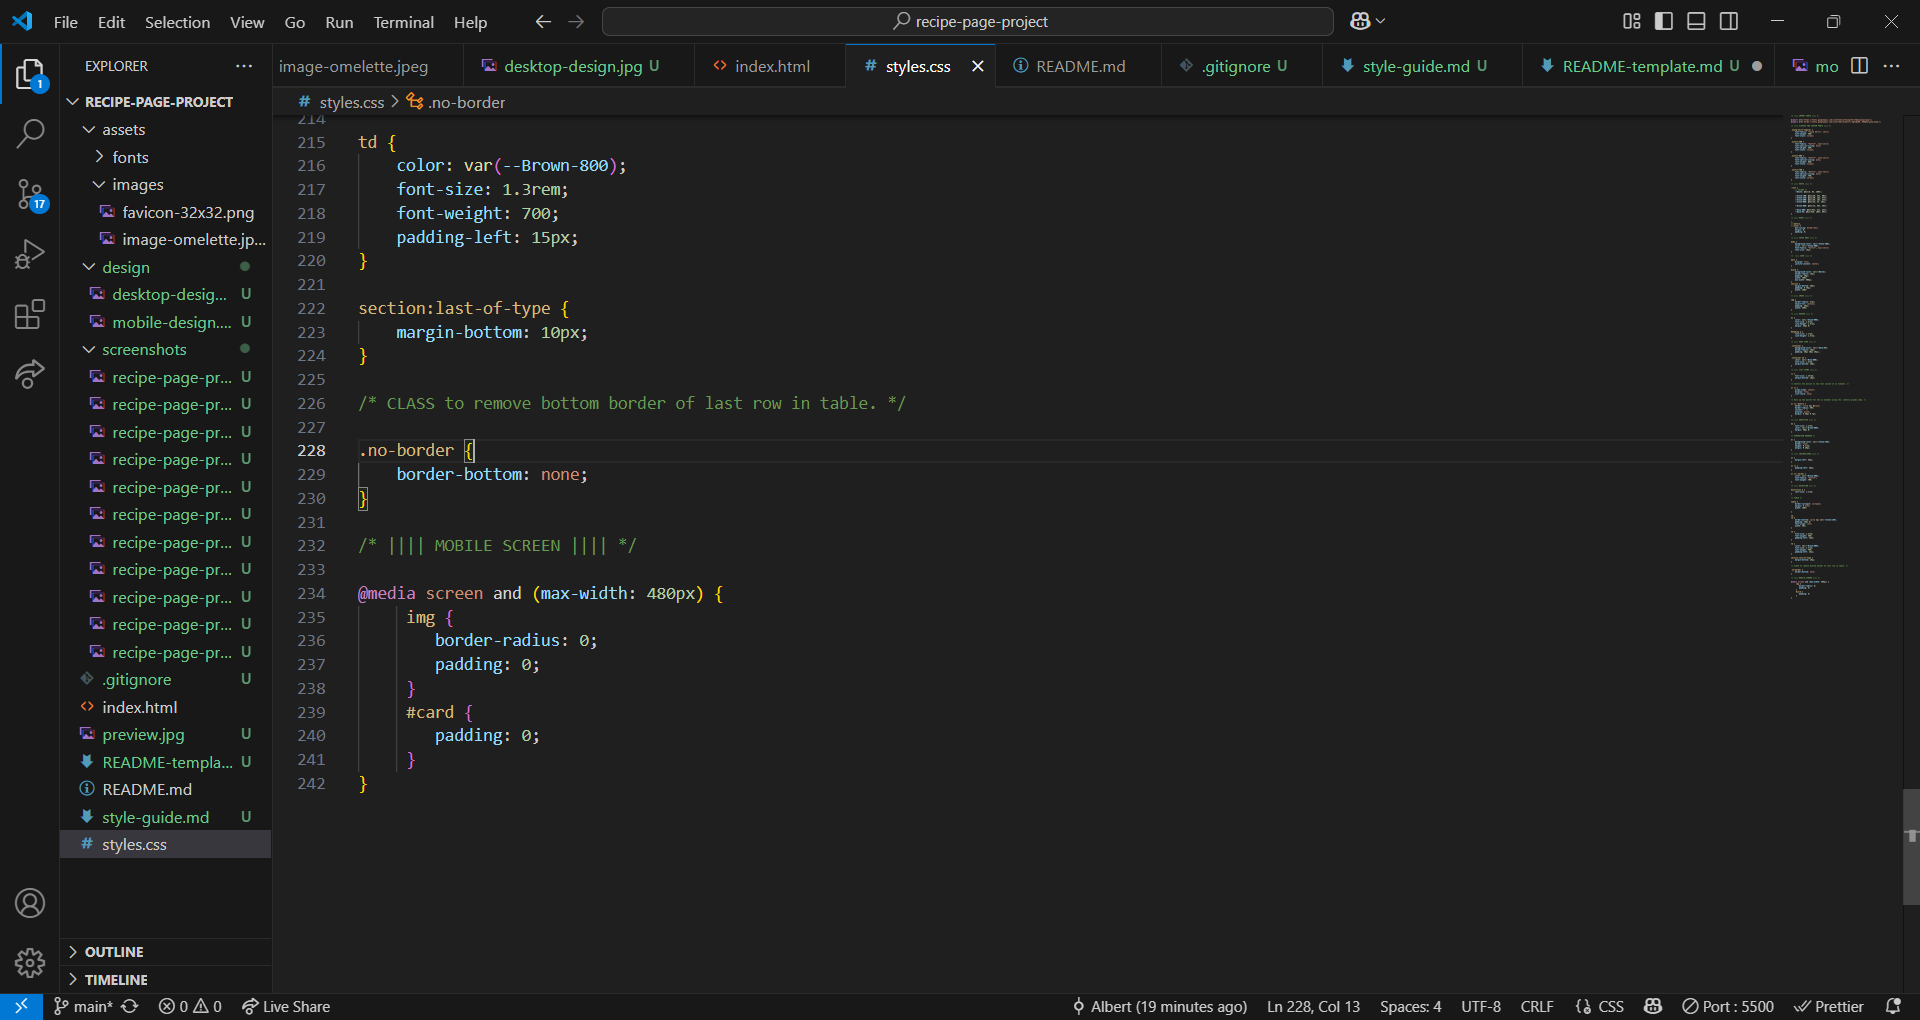 File Edit Selection View Go Run Terminal Help
recipe-page-project
EXPLORER
image-omelette.jpeg
desktop-design.jpg U
index.html
# styles.css
README.md
.gitignore U
style-guide.md U
README-template.md U
mo
# styles.css > .no-border
RECIPE-PAGE-PROJECT
assets
fonts
images
favicon-32x32.png
image-omelette.jp...
design
desktop-desig... U
mobile-design.... U
screenshots
recipe-page-pr... U
recipe-page-pr... U
recipe-page-pr... U
recipe-page-pr... U
recipe-page-pr... U
recipe-page-pr... U
recipe-page-pr... U
recipe-page-pr... U
recipe-page-pr... U
recipe-page-pr... U
recipe-page-pr... U
.gitignore U
index.html
preview.jpg U
README-templa... U
README.md
style-guide.md U
# styles.css
OUTLINE
TIMELINE
1
17
214
215 td {
216 color: var(--Brown-800);
217 font-size: 1.3rem;
218 font-weight: 700;
219 padding-left: 15px;
220 }
221
222 section:last-of-type {
223 margin-bottom: 10px;
224 }
225
226 /* CLASS to remove bottom border of last row in table. */
227
228 .no-border {
229 border-bottom: none;
230 }
231
232 /* |||| MOBILE SCREEN |||| */
233
234 @media screen and (max-width: 480px) {
235 img {
236 border-radius: 0;
237 padding: 0;
238 }
239 #card {
240 padding: 0;
241 }
242 }
main* 0 0 Live Share
Albert (19 minutes ago) Ln 228, Col 13 Spaces: 4 UTF-8 CRLF {} CSS Port : 5500 Prettier